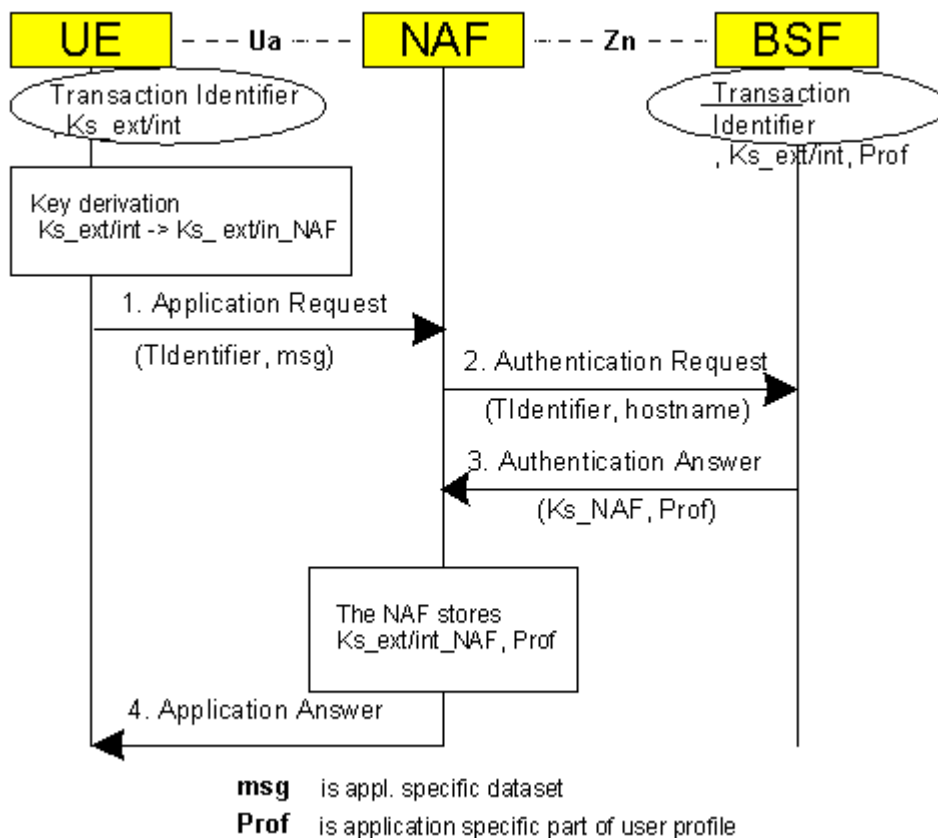 UE Ua NAF Zn BSF
Transaction Identifier
, Ks_ext/int
Transaction
Identifier
, Ks_ext/int, Prof
Key derivation
Ks_ext/int -> Ks_ ext/in_NAF
1. Application Request
(TIdentifier, msg)
2. Authentication Request
(TIdentifier, hostname)
3. Authentication Answer
(Ks_NAF, Prof)
The NAF stores
Ks_ext/int_NAF, Prof
4. Application Answer
msg is appl. specific dataset
Prof is application specific part of user profile